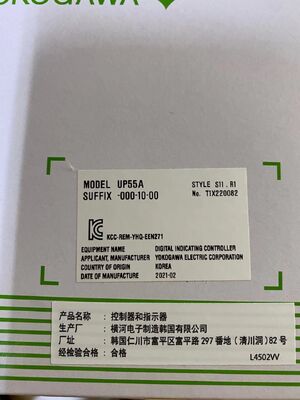 OKOGAWA
MODEL UP55A STYLE S11 . R1
SUFFIX -000-10-00 No. T1X220082
KCC-REM-YHQ-EEN271
EQUIPMENT NAME DIGITAL INDICATING CONTROLLER
APPLICANT, MANUFACTURER YOKOGAWA ELECTRIC CORPORATION
COUNTRY OF ORIGIN KOREA
DATE OF MANUFACTURE 2021-02
产品名称： 控制器和指示器
生产厂： 横河电子制造韩国有限公司
厂址： 韩国仁川市富平区富平路 297 番地（清川洞）82 号
经检验合格： 合格 L4502VV